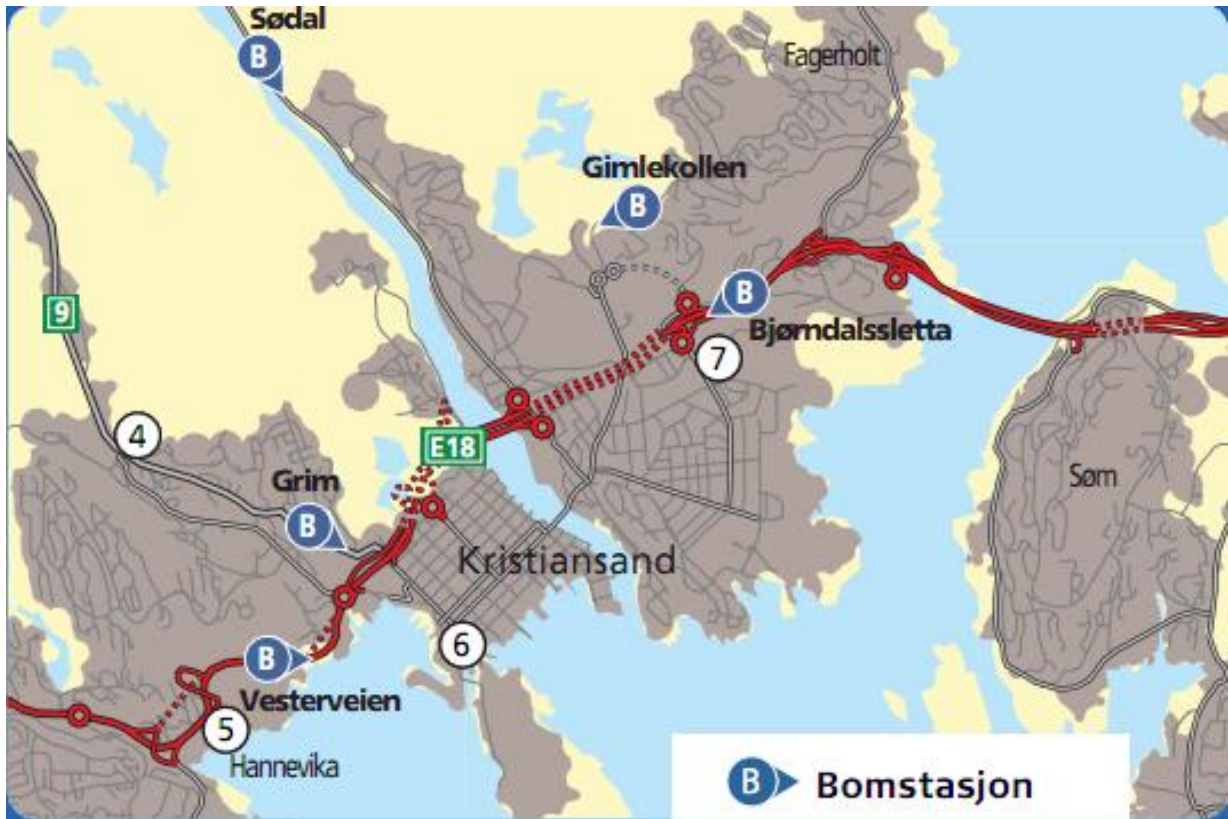 Sødal
B
Fagerholt
Gimlekollen
B
B
9
Bjørndalssletta
7
4
E18
Grim
Søm
B
Kristiansand
6
B
Vesterveien
5
Hannevika
B Bomstasjon